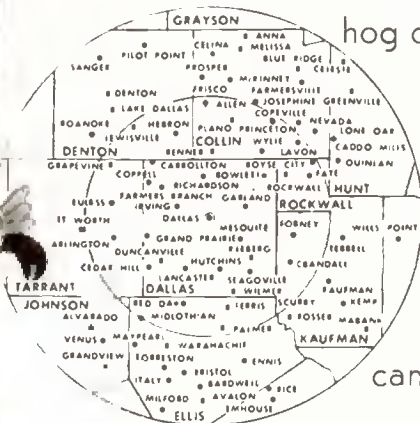 GRAYSON
hog c
CELINA ANNA
PILOT POINT MELISSA
BLUE RIDGE
SANGER PROSPER CELESTE
McKINNEY
FRISCO FARMERSVILLE
DENTON ALLEN JOSEPHINE GREENVILLE
LAKE DALLAS COPEVILLE
ROANOKE HEBRON PLANO PRINCETON NEVADA
LONE OAK
LEWISVILLE COLLIN WYLIE CADDO MILLS
DENTON RENNER LAVON QUINLAN
GRAPEVINE CARROLLTON ROYSE CITY FATE
COPPELL ROWLETT
RICHARDSON ROCKWALL HUNT
EULESS FARMERS BRANCH GARLAND ROCKWALL
IRVING
FT WORTH DALLAS FORNEY WILLS POINT
MESQUITE
ARLINGTON GRAND PRAIRIE TERRELL
KLEBERG
DUNCANVILLE CRANDALL
CEDAR HILL HUTCHINS
LANCASTER SEAGOVILLE KAUFMAN
TARRANT DALLAS WILMER
JOHNSON RED OAK FERRIS SCURRY KEMP
ALVARADO MIDLOTHIAN ROSSER MABANK
PALMER
VENUS MAYPEARL WAXAHACHIE KAUFMAN
GRANDVIEW FORRESTON ENNIS
BRISTOL
ITALY BARDWELL RICE
can
MILFORD AVALON
EMHOUSE
ELLIS